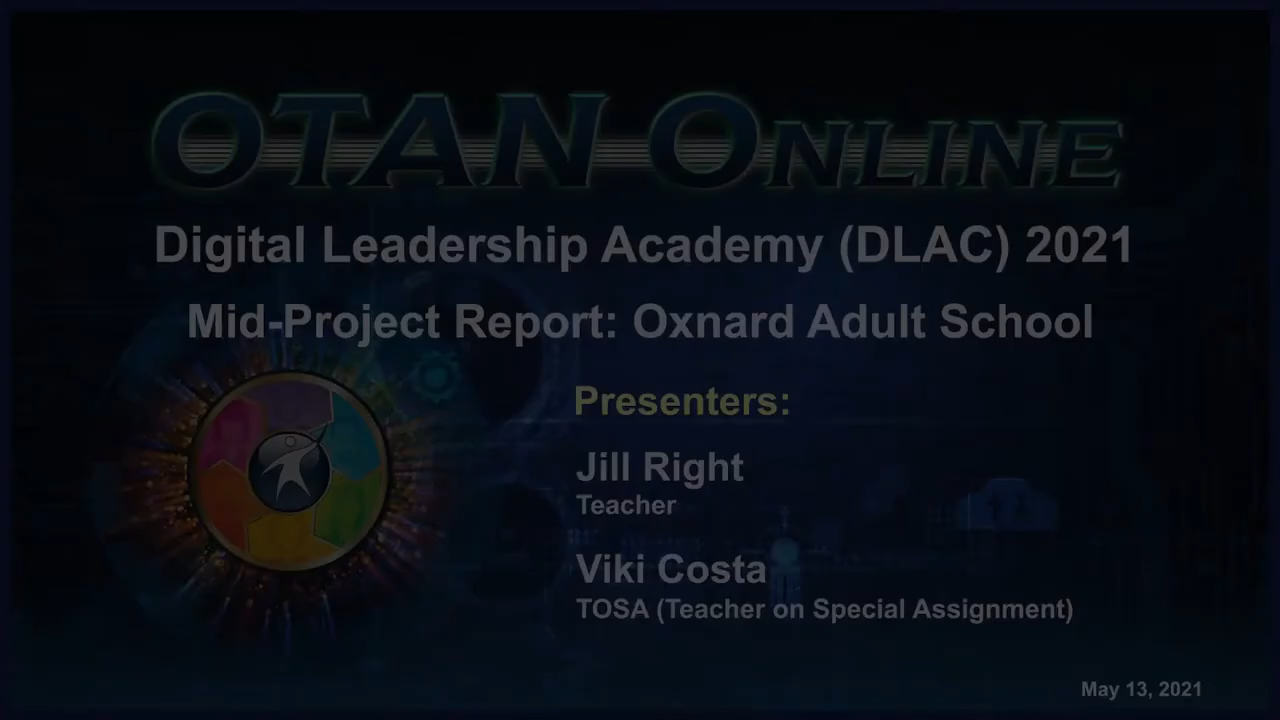 OTAN ONLINE
Digital Leadership Academy (DLAC) 2021
Mid-Project Report: Oxnard Adult School
Presenters:
Jill Right
Teacher
Viki Costa
TOSA (Teacher on Special Assignment)
May 13, 2021